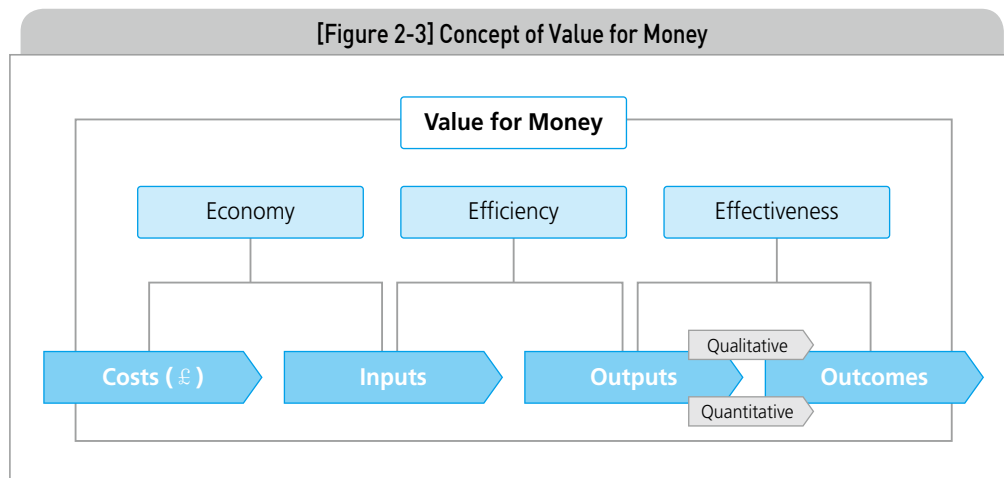 [Figure 2-3] Concept of Value for Money
Value for Money
Economy
Efficiency
Effectiveness
Qualitative
Costs (£)
Inputs
Outputs
Outcomes
Quantitative